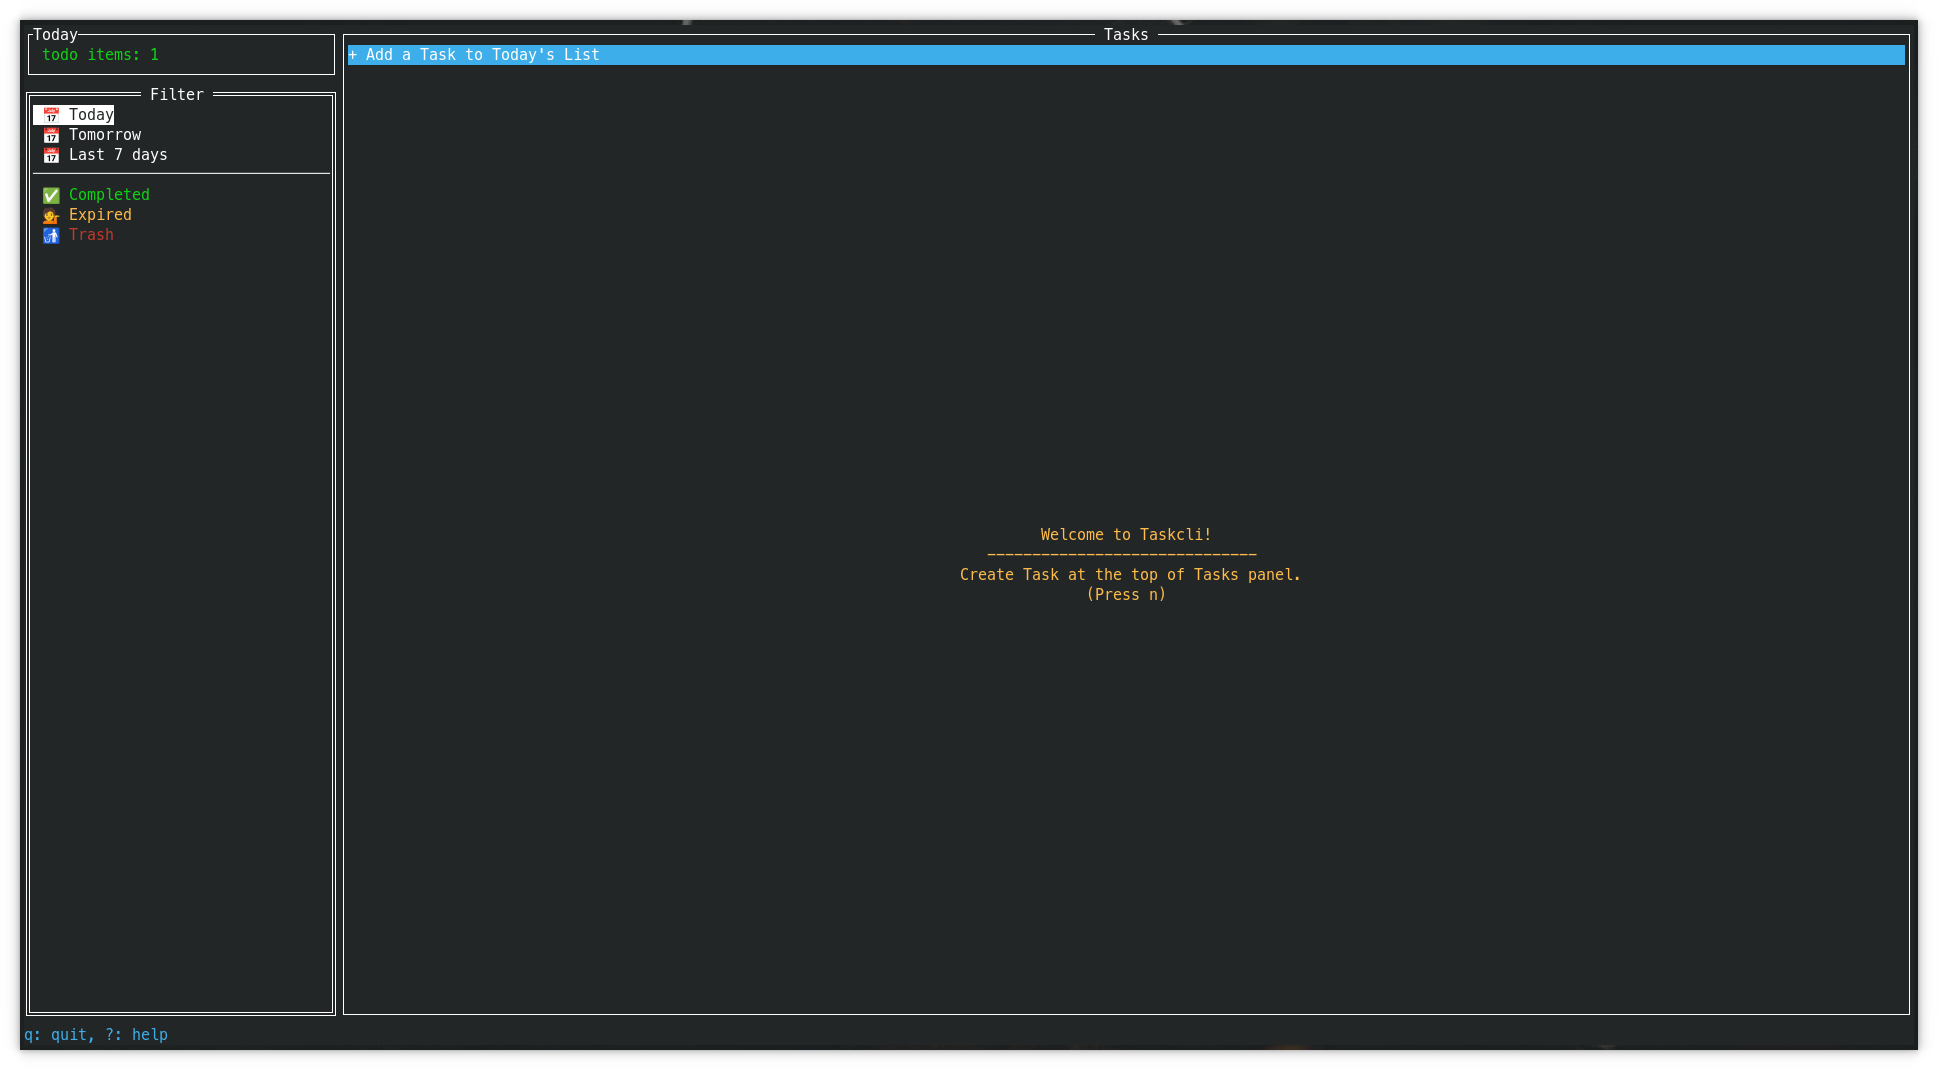 Today
todo items: 1
Filter
📅 Today
📅 Tomorrow
📅 Last 7 days
✅ Completed
💁 Expired
🚮 Trash
Tasks
+ Add a Task to Today's List
Welcome to Taskcli!
------------------------------
Create Task at the top of Tasks panel.
(Press n)
q: quit, ?: help